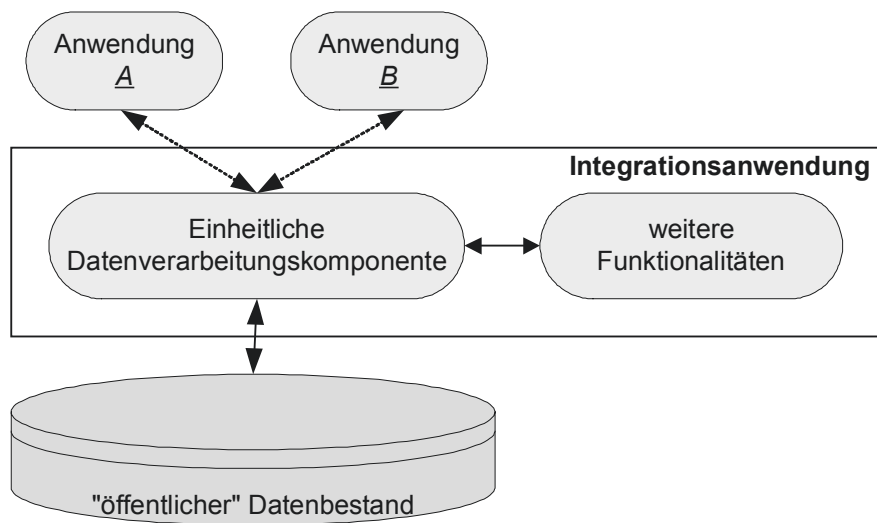 Anwendung
A
Anwendung
B
Integrationsanwendung
Einheitliche
Datenverarbeitungskomponente
weitere
Funktionalitäten
"öffentlicher" Datenbestand